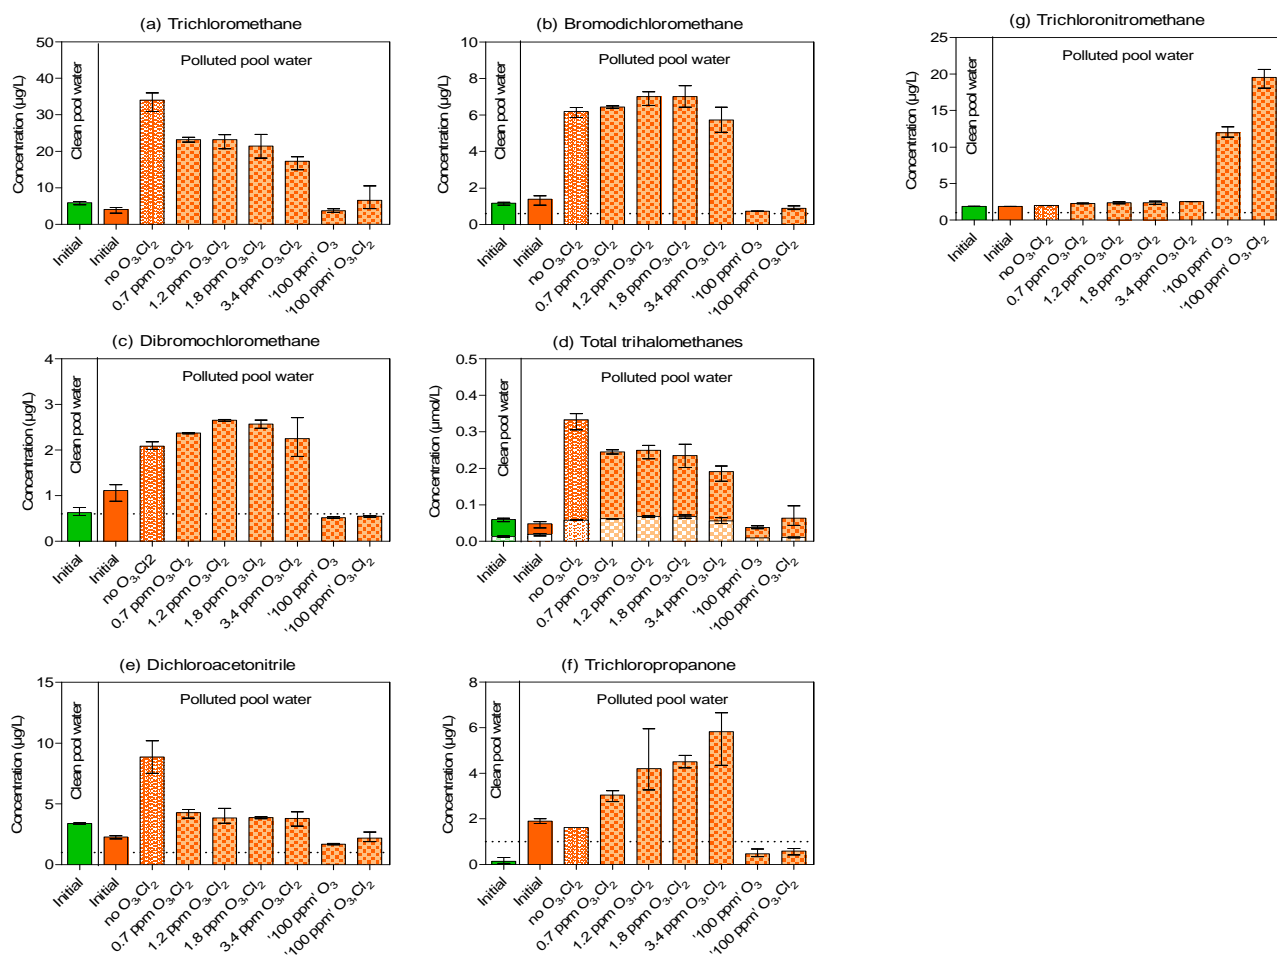 (a) Trichloromethane
Concentration (µg/L)
50
40
30
20
10
0
Clean pool water
Polluted pool water
Initial
Initial
no O₃,Cl₂
0.7 ppm O₃,Cl₂
1.2 ppm O₃,Cl₂
1.8 ppm O₃,Cl₂
3.4 ppm O₃,Cl₂
'100 ppm' O₃
'100 ppm' O₃,Cl₂
(b) Bromodichloromethane
Concentration (µg/L)
10
8
6
4
2
0
Clean pool water
Polluted pool water
Initial
Initial
no O₃,Cl₂
0.7 ppm O₃,Cl₂
1.2 ppm O₃,Cl₂
1.8 ppm O₃,Cl₂
3.4 ppm O₃,Cl₂
'100 ppm' O₃
'100 ppm' O₃,Cl₂
(g) Trichloronitromethane
Concentration (µg/L)
25
20
15
10
5
0
Clean pool water
Polluted pool water
Initial
Initial
no O₃,Cl₂
0.7 ppm O₃,Cl₂
1.2 ppm O₃,Cl₂
1.8 ppm O₃,Cl₂
3.4 ppm O₃,Cl₂
'100 ppm' O₃
'100 ppm' O₃,Cl₂
(c) Dibromochloromethane
Concentration (µg/L)
4
3
2
1
0
Clean pool water
Polluted pool water
Initial
Initial
no O₃,Cl2
0.7 ppm O₃,Cl₂
1.2 ppm O₃,Cl₂
1.8 ppm O₃,Cl₂
3.4 ppm O₃,Cl₂
'100 ppm' O₃
'100 ppm' O₃,Cl₂
(d) Total trihalomethanes
Concentration (µmol/L)
0.5
0.4
0.3
0.2
0.1
0.0
Clean pool water
Polluted pool water
Initial
Initial
no O₃,Cl₂
0.7 ppm O₃,Cl₂
1.2 ppm O₃,Cl₂
1.8 ppm O₃,Cl₂
3.4 ppm O₃,Cl₂
'100 ppm' O₃
'100 ppm' O₃,Cl₂
(e) Dichloroacetonitrile
Concentration (µg/L)
15
10
5
0
Clean pool water
Polluted pool water
Initial
Initial
no O₃,Cl₂
0.7 ppm O₃,Cl₂
1.2 ppm O₃,Cl₂
1.8 ppm O₃,Cl₂
3.4 ppm O₃,Cl₂
'100 ppm' O₃
'100 ppm' O₃,Cl₂
(f) Trichloropropanone
Concentration (µg/L)
8
6
4
2
0
Clean pool water
Polluted pool water
Initial
Initial
no O₃,Cl₂
0.7 ppm O₃,Cl₂
1.2 ppm O₃,Cl₂
1.8 ppm O₃,Cl₂
3.4 ppm O₃,Cl₂
'100 ppm' O₃
'100 ppm' O₃,Cl₂